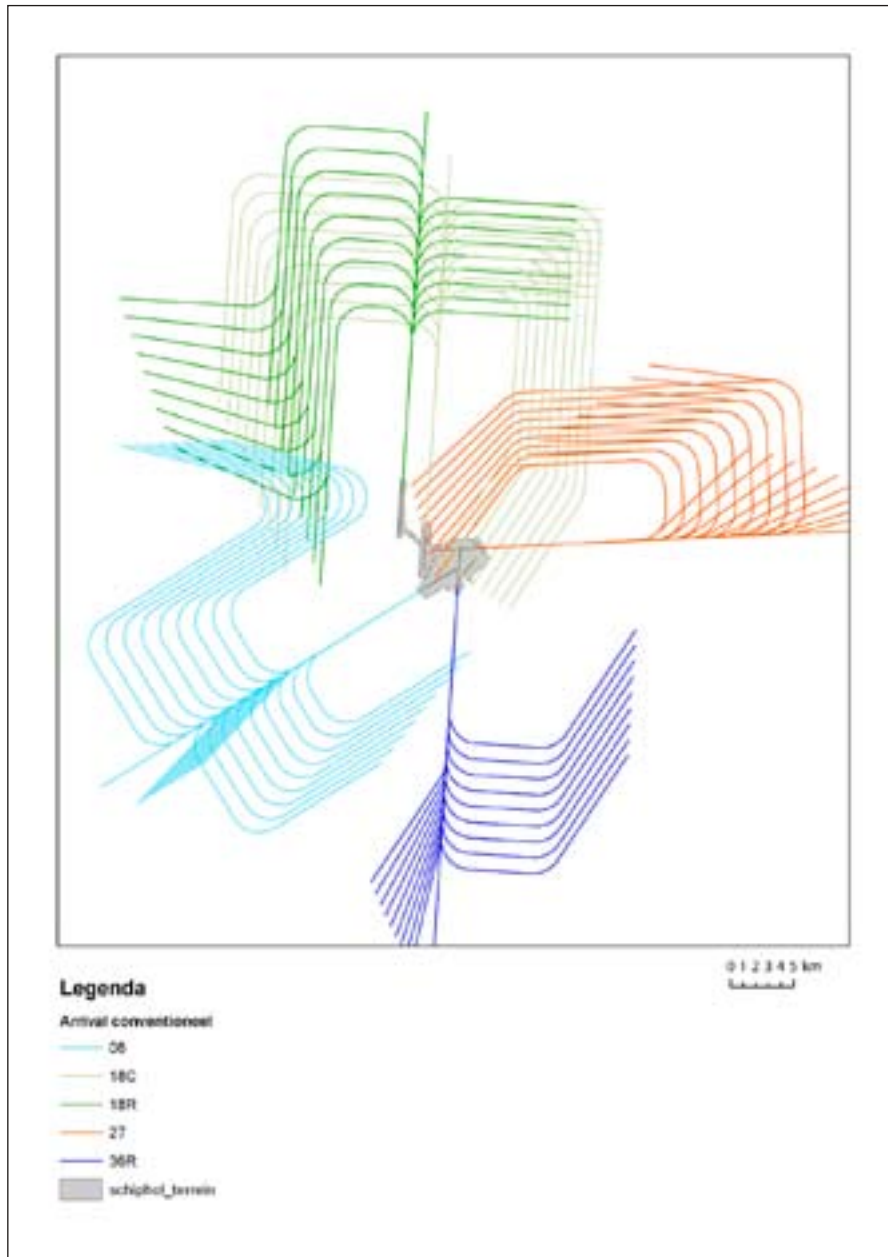 0 1 2 3 4 5 km
Legenda
Arrival conventioneel
06
18C
18R
27
36R
schiphol_terrein